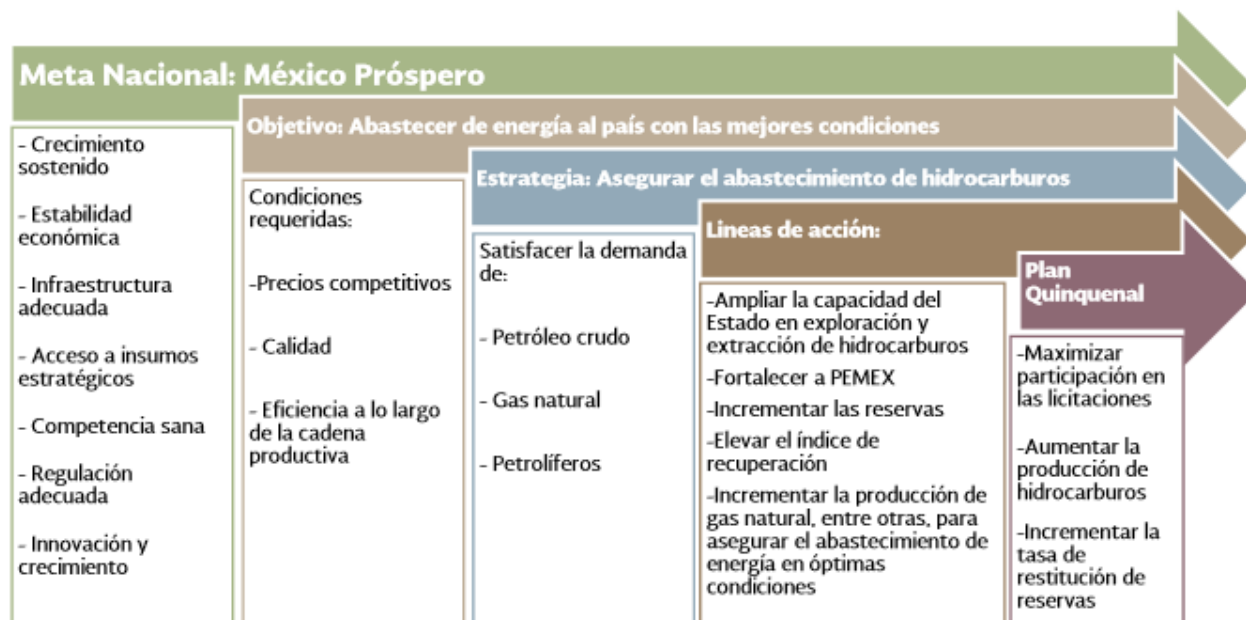 Meta Nacional: México Próspero
- Crecimiento
sostenido
- Estabilidad
económica
- Infraestructura
adecuada
- Acceso a insumos
estratégicos
- Competencia sana
- Regulación
adecuada
- Innovación y
crecimiento
Objetivo: Abastecer de energía al país con las mejores condiciones
Condiciones
requeridas:
-Precios competitivos
- Calidad
- Eficiencia a lo largo
de la cadena
productiva
Estrategia: Asegurar el abastecimiento de hidrocarburos
Satisfacer la demanda
de:
- Petróleo crudo
- Gas natural
- Petrolíferos
Lineas de acción:
-Ampliar la capacidad del
Estado en exploración y
extracción de hidrocarburos
-Fortalecer a PEMEX
-Incrementar las reservas
-Elevar el índice de
recuperación
-Incrementar la producción de
gas natural, entre otras, para
asegurar el abastecimiento de
energía en óptimas
condiciones
Plan
Quinquenal
-Maximizar
participación en
las licitaciones
-Aumentar la
producción de
hidrocarburos
-Incrementar la
tasa de
restitución de
reservas